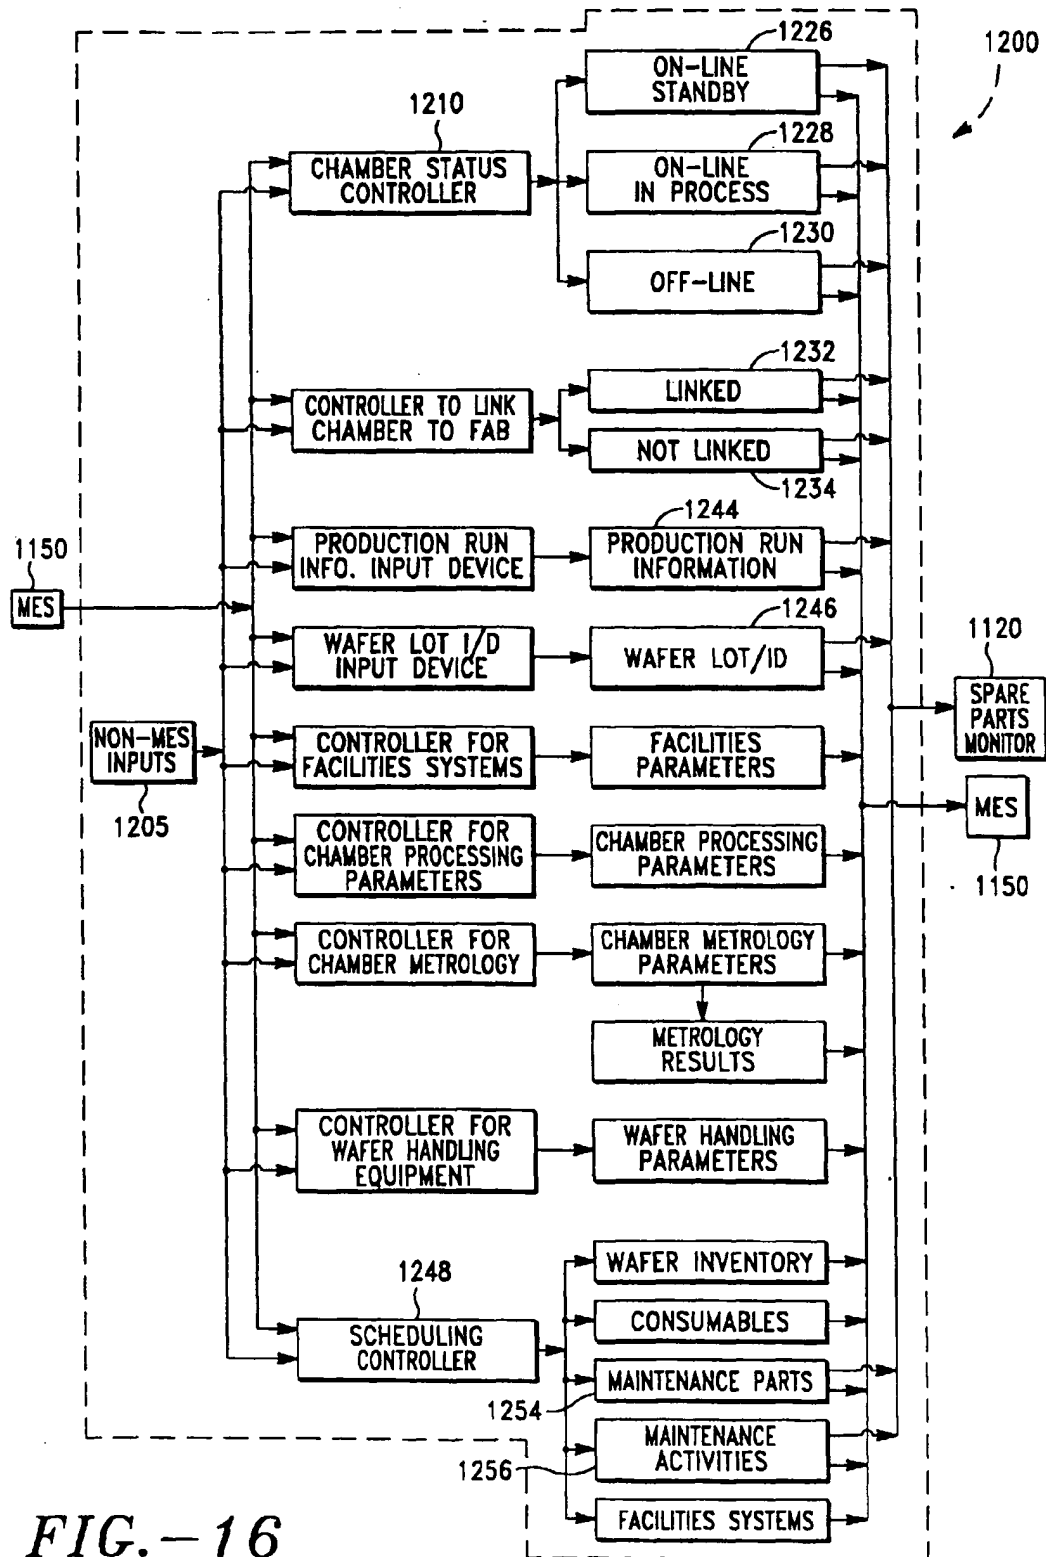 1226
1200
ON-LINE
STANDBY
1210
1228
CHAMBER STATUS
CONTROLLER
ON-LINE
IN PROCESS
1230
OFF-LINE
1232
LINKED
CONTROLLER TO LINK
CHAMBER TO FAB
NOT LINKED
1234
1244
1150
MES
PRODUCTION RUN
INFO. INPUT DEVICE
PRODUCTION RUN
INFORMATION
1246
WAFER LOT I/D
INPUT DEVICE
WAFER LOT/ID
1120
SPARE
PARTS
MONITOR
NON-MES
INPUTS
1205
CONTROLLER FOR
FACILITIES SYSTEMS
FACILITIES
PARAMETERS
MES
1150
CONTROLLER FOR
CHAMBER PROCESSING
PARAMETERS
CHAMBER PROCESSING
PARAMETERS
CONTROLLER FOR
CHAMBER METROLOGY
CHAMBER METROLOGY
PARAMETERS
METROLOGY
RESULTS
CONTROLLER FOR
WAFER HANDLING
EQUIPMENT
WAFER HANDLING
PARAMETERS
WAFER INVENTORY
1248
SCHEDULING
CONTROLLER
CONSUMABLES
MAINTENANCE PARTS
1254
MAINTENANCE
ACTIVITIES
1256
FACILITIES SYSTEMS
FIG.-16